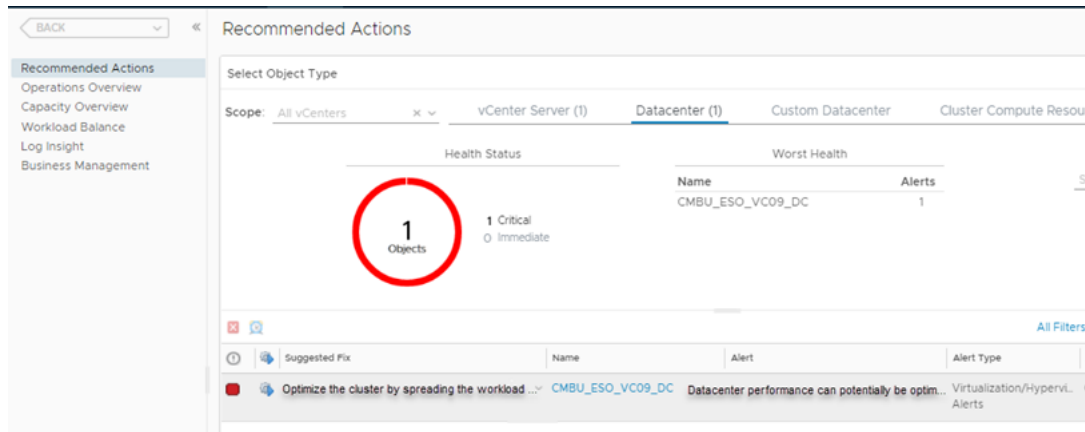 BACK
«
Recommended Actions
Operations Overview
Capacity Overview
Workload Balance
Log Insight
Business Management
Recommended Actions
Select Object Type
Scope: All vCenters × vCenter Server (1) Datacenter (1) Custom Datacenter Cluster Compute Resou
Health Status
1
Objects
1 Critical
0 Immediate
Worst Health
Name Alerts
CMBU_ESO_VC09_DC 1
S
All Filters
Suggested Fix Name Alert Alert Type
Optimize the cluster by spreading the workload ... CMBU_ESO_VC09_DC Datacenter performance can potentially be optim... Virtualization/Hypervi..
Alerts